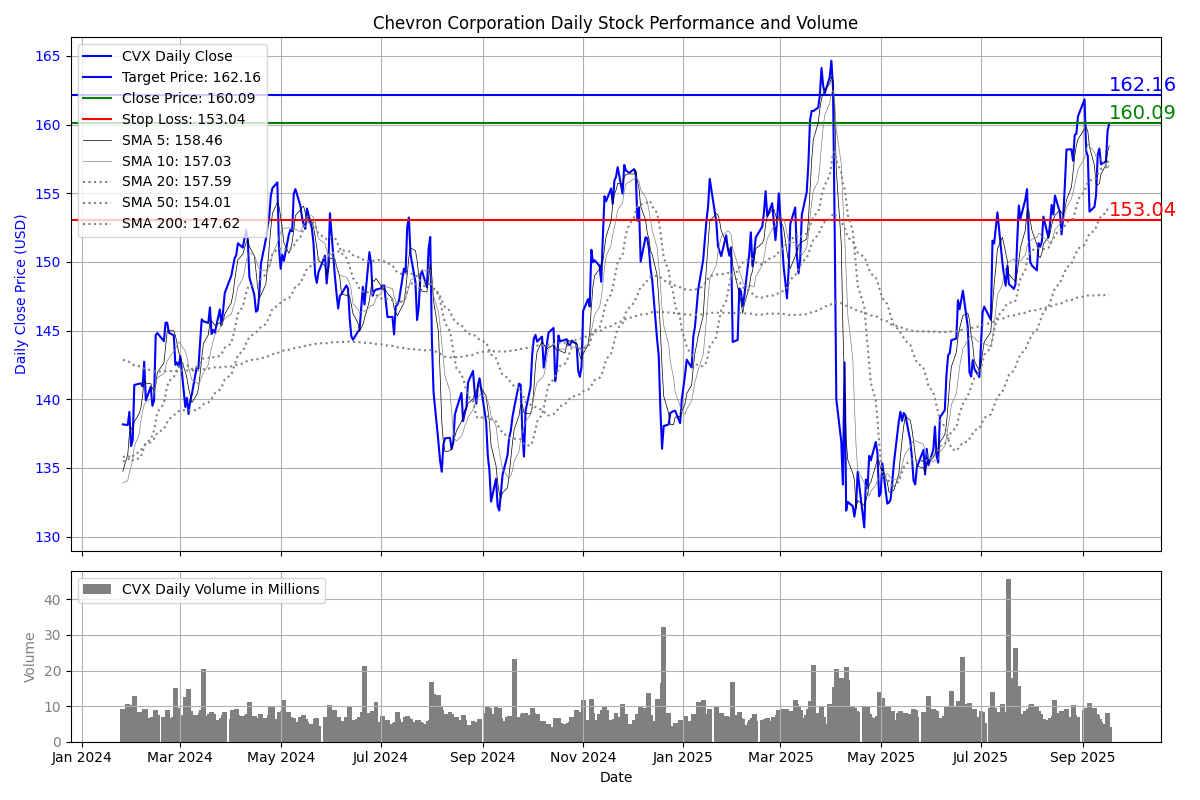 Chevron Corporation Daily Stock Performance and Volume
Daily Close Price (USD)
165
160
155
150
145
140
135
130
CVX Daily Close
Target Price: 162.16
Close Price: 160.09
Stop Loss: 153.04
SMA 5: 158.46
SMA 10: 157.03
SMA 20: 157.59
SMA 50: 154.01
SMA 200: 147.62
162.16
160.09
153.04
Volume
40
30
20
10
0
CVX Daily Volume in Millions
Jan 2024
Mar 2024
May 2024
Jul 2024
Sep 2024
Nov 2024
Jan 2025
Mar 2025
May 2025
Jul 2025
Sep 2025
Date